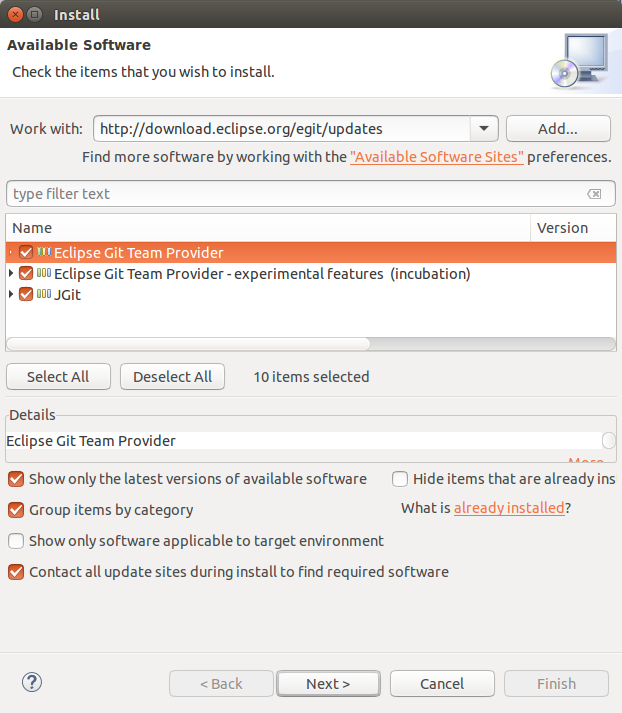 Install
Available Software
Check the items that you wish to install.
Work with: http://download.eclipse.org/egit/updates Add...
Find more software by working with the "Available Software Sites" preferences.
type filter text
Name Version
Eclipse Git Team Provider
Eclipse Git Team Provider - experimental features (incubation)
JGit
Select All Deselect All 10 items selected
Details
Eclipse Git Team Provider
More...
Show only the latest versions of available software Hide items that are already ins
Group items by category What is already installed?
Show only software applicable to target environment
Contact all update sites during install to find required software
? < Back Next > Cancel Finish